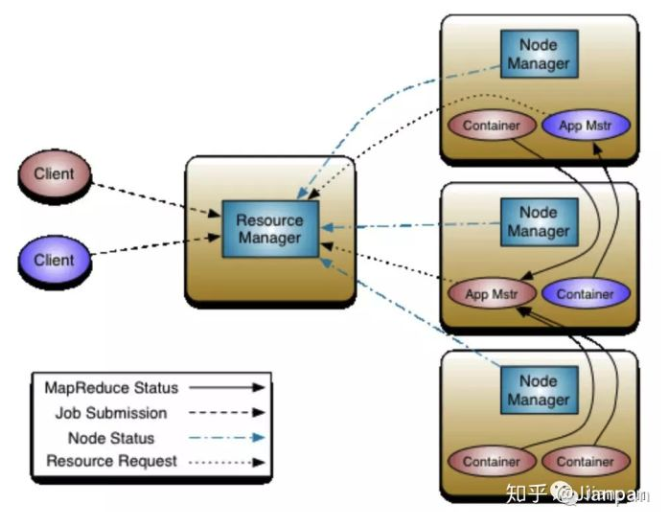 Node
Manager
Container
App Mstr
Client
Client
Resource
Manager
Node
Manager
App Mstr
Container
Node
Manager
Container
Container
MapReduce Status
Job Submission
Node Status
Resource Request
知乎 @Jianpan